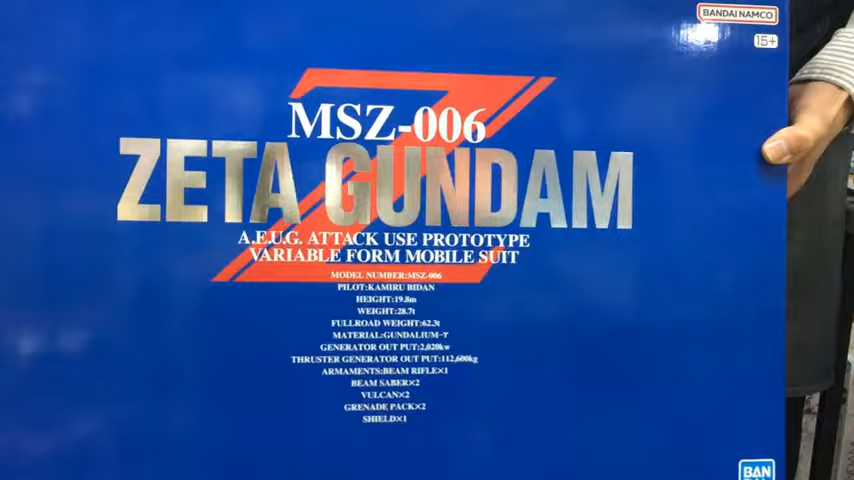 BANDAI NAMCO
15+
MSZ-006
ZETA GUNDAM
A.E.U.G. ATTACK USE PROTOTYPE
VARIABLE FORM MOBILE SUIT
MODEL NUMBER:MSZ-006
PILOT:KAMIRU BIDAN
HEIGHT:19.8m
WEIGHT:28.7t
FULLROAD WEIGHT:62.3t
MATERIAL:GUNDALIUM-γ
GENERATOR OUT PUT:2,020kw
THRUSTER GENERATOR OUT PUT:112,600kg
ARMAMENTS:BEAM RIFLE×1
BEAM SABER×2
VULCAN×2
GRENADE PACK×2
SHIELD×1
BAN